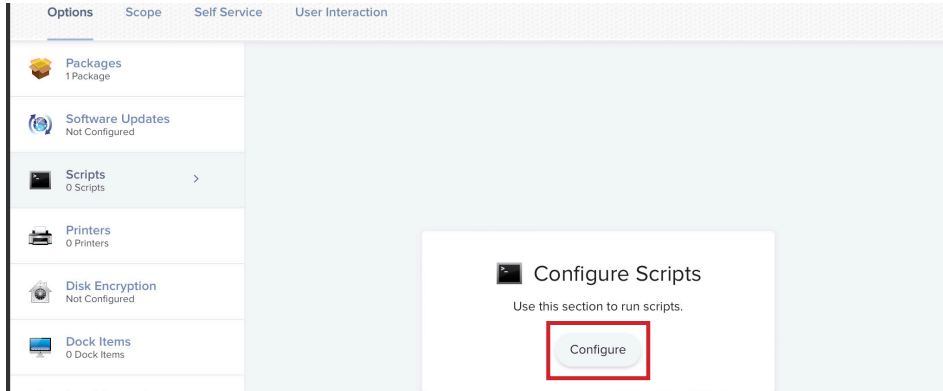 Options Scope Self Service User Interaction
Packages
1 Package
Software Updates
Not Configured
Scripts
0 Scripts
Printers
0 Printers
Disk Encryption
Not Configured
Dock Items
0 Dock Items
Configure Scripts
Use this section to run scripts.
Configure